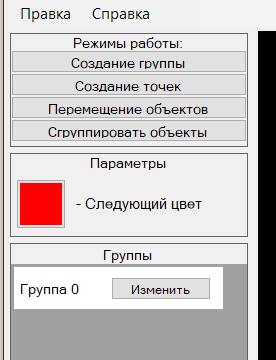 Правка Справка
Режимы работы:
Создание группы
Создание точек
Перемещение объектов
Сгруппировать объекты
Параметры
- Следующий цвет
Группы
Группа 0 Изменить